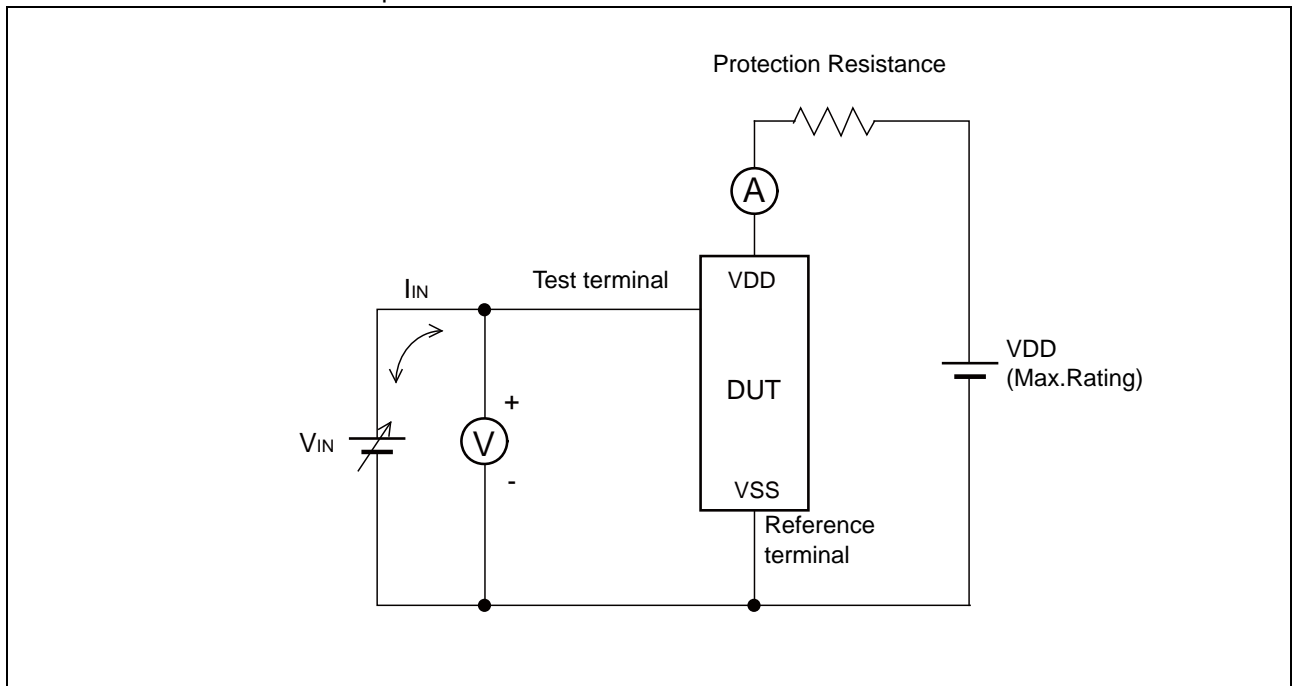 Protection Resistance
A
Test terminal
VDD
IIN
VDD
(Max.Rating)
DUT
+
VIN
V
-
VSS
Reference
terminal